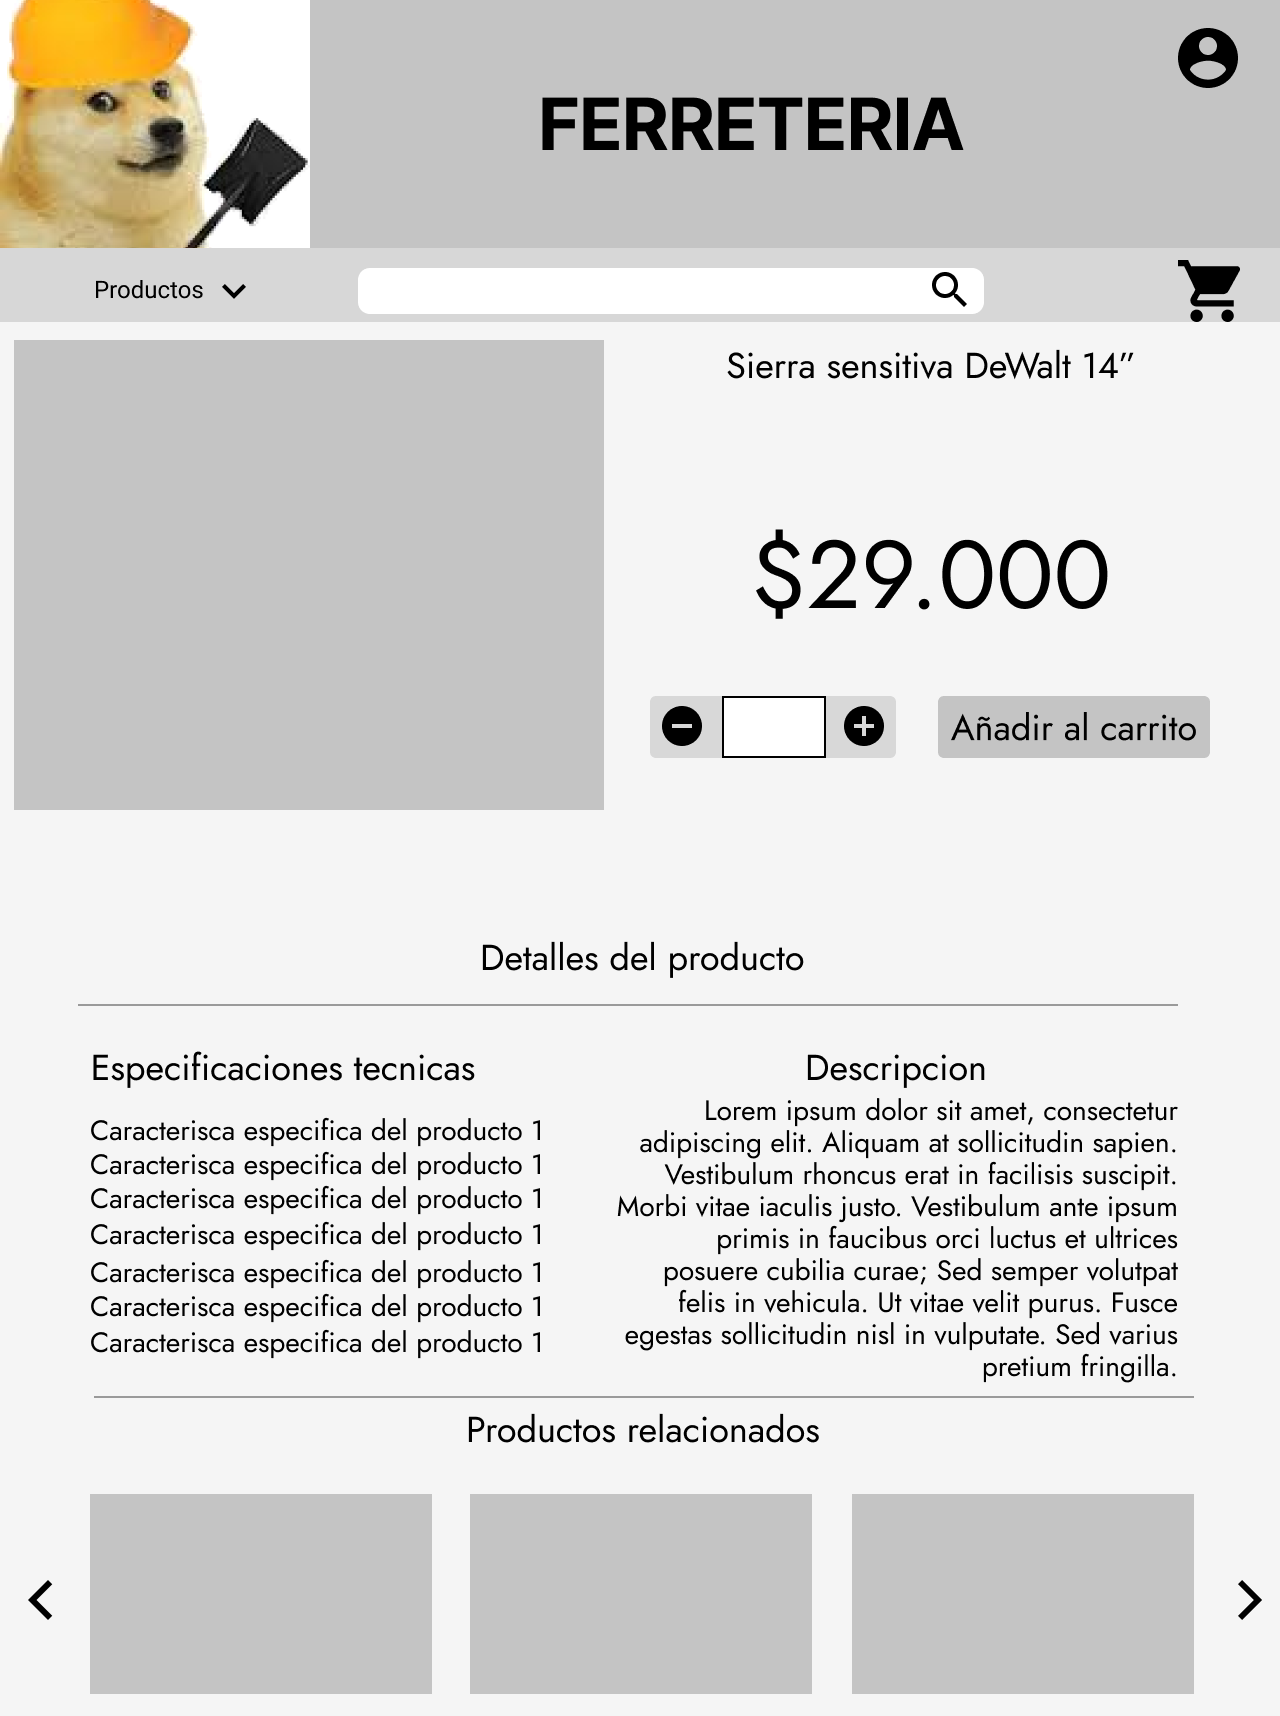 FERRETERIA
Productos
Sierra sensitiva DeWalt 14”
$29.000
Añadir al carrito
Detalles del producto
Especificaciones tecnicas
Caracterisca especifica del producto 1
Caracterisca especifica del producto 1
Caracterisca especifica del producto 1
Caracterisca especifica del producto 1
Caracterisca especifica del producto 1
Caracterisca especifica del producto 1
Caracterisca especifica del producto 1
Descripcion
Lorem ipsum dolor sit amet, consectetur
adipiscing elit. Aliquam at sollicitudin sapien.
Vestibulum rhoncus erat in facilisis suscipit.
Morbi vitae iaculis justo. Vestibulum ante ipsum
primis in faucibus orci luctus et ultrices
posuere cubilia curae; Sed semper volutpat
felis in vehicula. Ut vitae velit purus. Fusce
egestas sollicitudin nisl in vulputate. Sed varius
pretium fringilla.
Productos relacionados